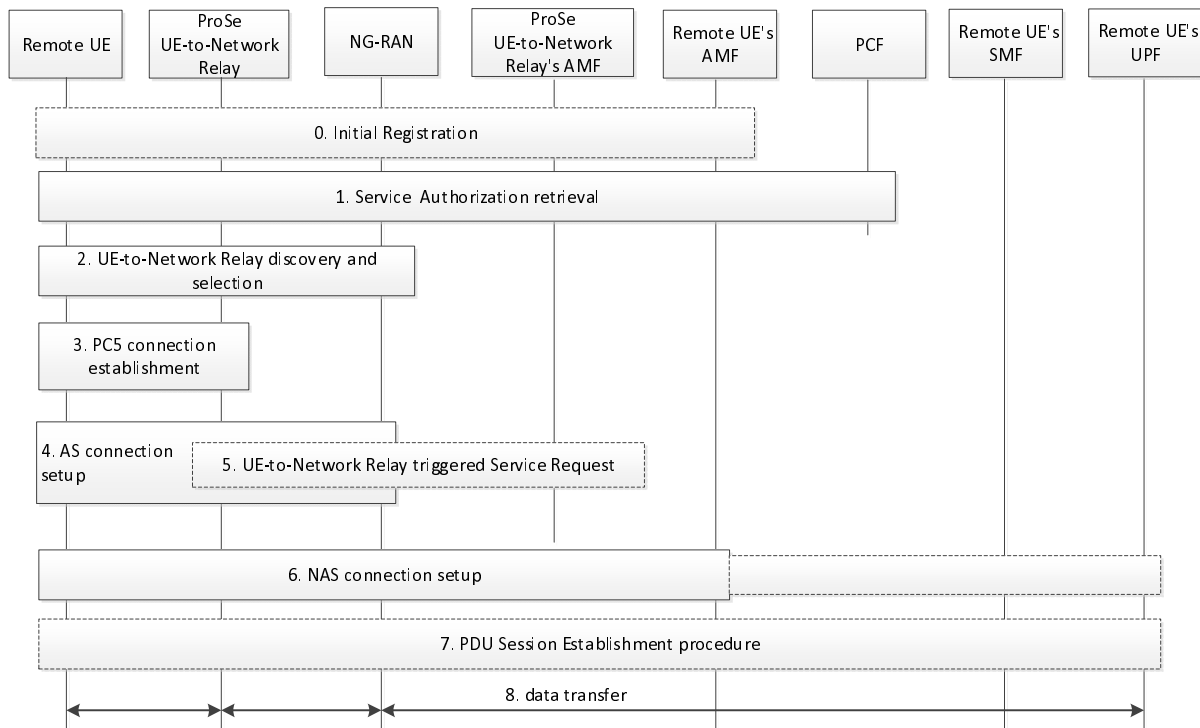 Remote UE
ProSe
UE-to-Network
Relay
NG-RAN
ProSe
UE-to-Network
Relay's AMF
Remote UE's
AMF
PCF
Remote UE's
SMF
Remote UE's
UPF
0. Initial Registration
1. Service Authorization retrieval
2. UE-to-Network Relay discovery and
selection
3. PC5 connection
establishment
4. AS connection
setup
5. UE-to-Network Relay triggered Service Request
6. NAS connection setup
7. PDU Session Establishment procedure
8. data transfer